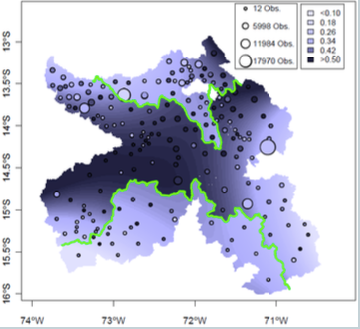 12 Obs.
5998 Obs.
11984 Obs.
17970 Obs.
<0.10
0.18
0.26
0.34
0.42
>0.50
13°S
13.5°S
14°S
14.5°S
15°S
15.5°S
16°S
74°W
73°W
72°W
71°W